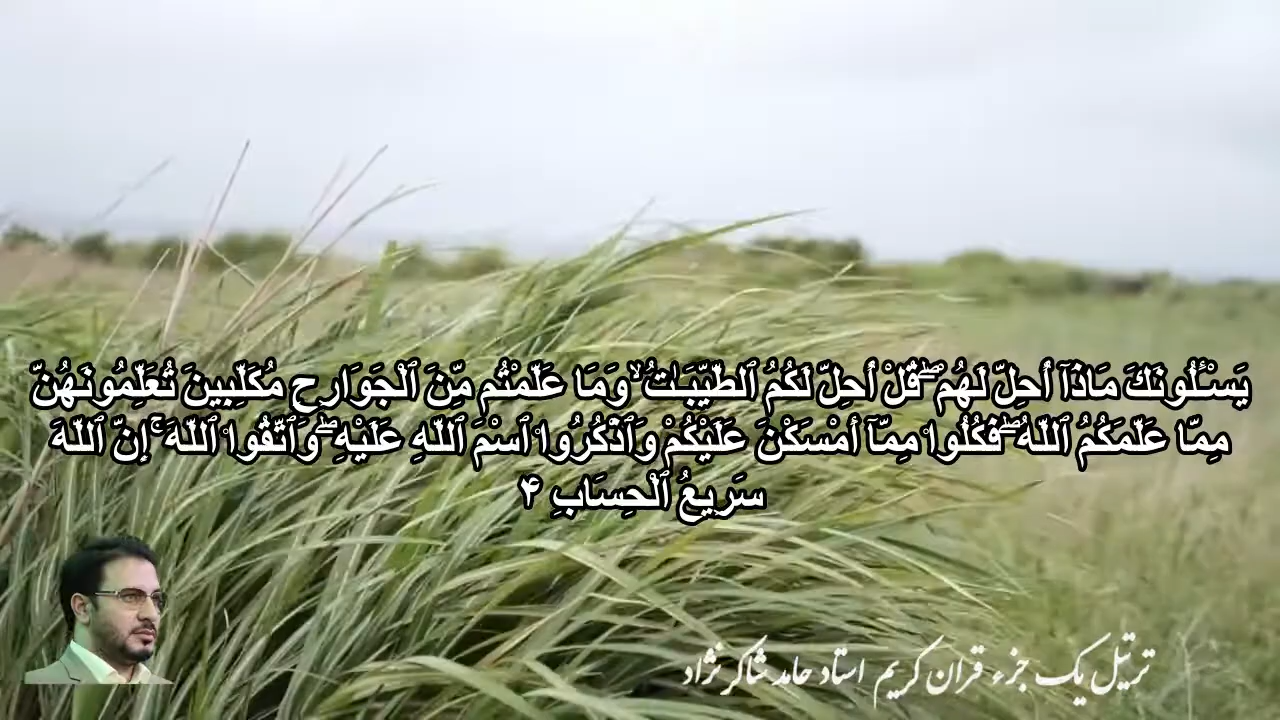 يَسْـَٔلُونَكَ مَاذَآ أُحِلَّ لَهُمْ ۖ قُلْ أُحِلَّ لَكُمُ ٱلطَّيِّبَـٰتُ ۙ وَمَا عَلَّمْتُم مِّنَ ٱلْجَوَارِحِ مُكَلِّبِينَ تُعَلِّمُونَهُنَّ
مِمَّا عَلَّمَكُمُ ٱللَّهُ ۖ فَكُلُوا۟ مِمَّآ أَمْسَكْنَ عَلَيْكُمْ وَٱذْكُرُوا۟ ٱسْمَ ٱللَّهِ عَلَيْهِ ۖ وَٱتَّقُوا۟ ٱللَّهَ ۚ إِنَّ ٱللَّهَ
سَرِيعُ ٱلْحِسَابِ ۴
ترتیل یک جزء قرآن کریم استاد حامد شاکرنژاد